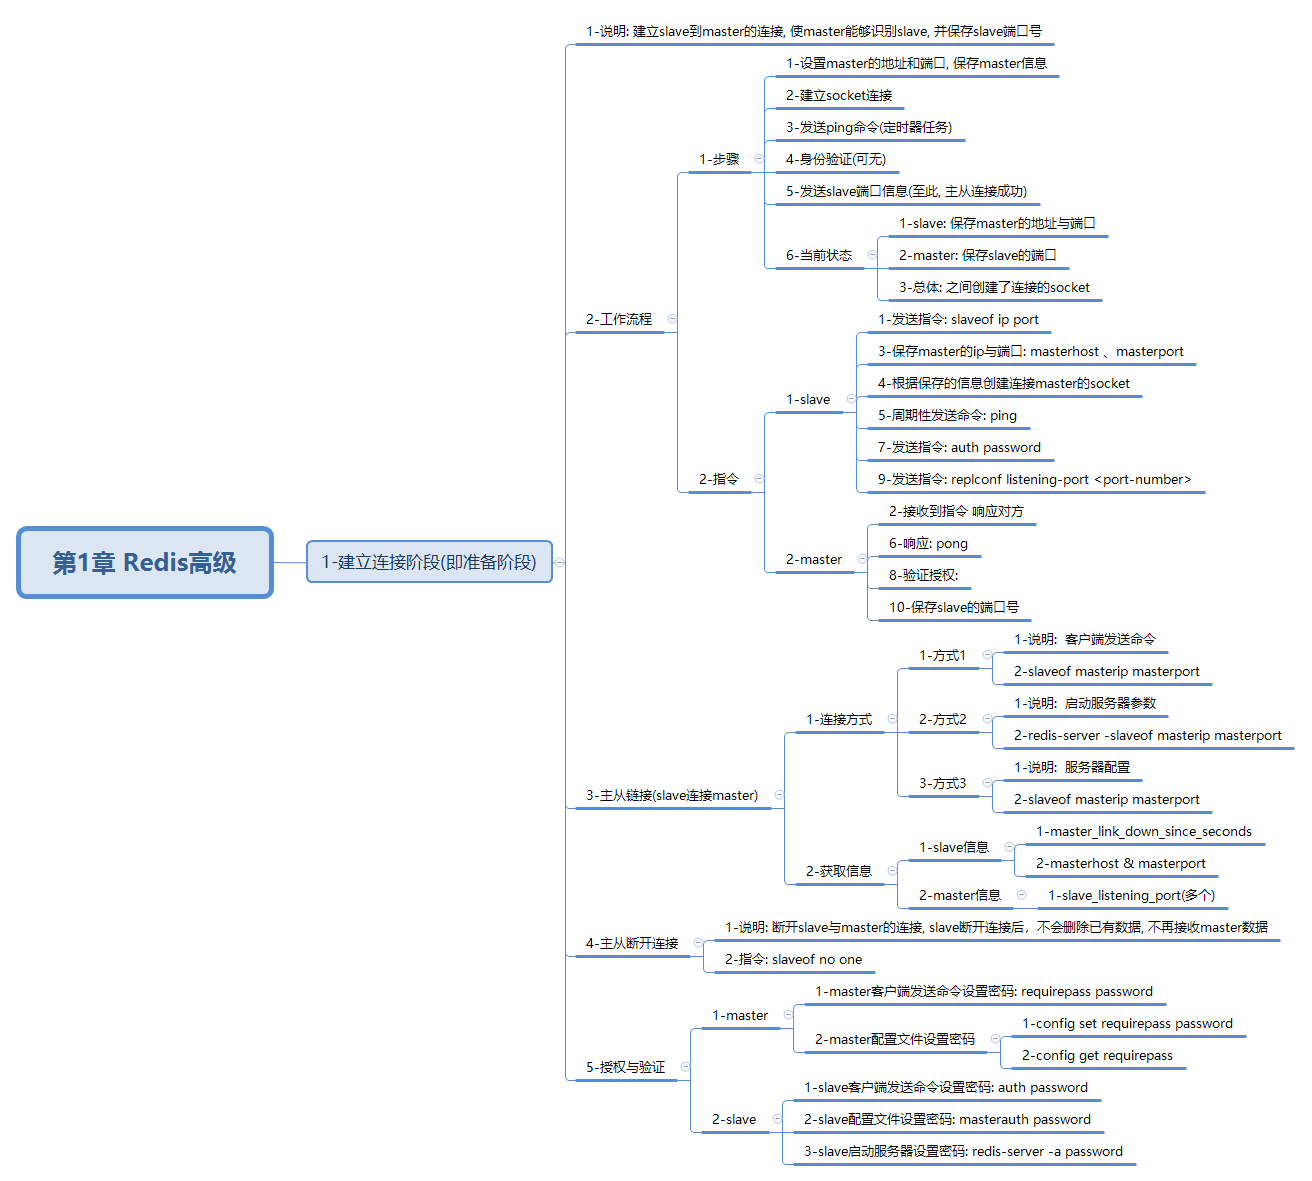 第1章 Redis高级
1-建立连接阶段(即准备阶段)
1-说明: 建立slave到master的连接, 使master能够识别slave, 并保存slave端口号
2-工作流程
1-步骤
1-设置master的地址和端口, 保存master信息
2-建立socket连接
3-发送ping命令(定时器任务)
4-身份验证(可无)
5-发送slave端口信息(至此, 主从连接成功)
6-当前状态
1-slave: 保存master的地址与端口
2-master: 保存slave的端口
3-总体: 之间创建了连接的socket
2-指令
1-slave
1-发送指令: slaveof ip port
3-保存master的ip与端口: masterhost 、masterport
4-根据保存的信息创建连接master的socket
5-周期性发送命令: ping
7-发送指令: auth password
9-发送指令: replconf listening-port <port-number>
2-master
2-接收到指令 响应对方
6-响应: pong
8-验证授权:
10-保存slave的端口号
3-主从链接(slave连接master)
1-连接方式
1-方式1
1-说明:  客户端发送命令
2-slaveof masterip masterport
2-方式2
1-说明:  启动服务器参数
2-redis-server -slaveof masterip masterport
3-方式3
1-说明:  服务器配置
2-slaveof masterip masterport
2-获取信息
1-slave信息
1-master_link_down_since_seconds
2-masterhost & masterport
2-master信息
1-slave_listening_port(多个)
4-主从断开连接
1-说明: 断开slave与master的连接, slave断开连接后，不会删除已有数据, 不再接收master数据
2-指令: slaveof no one
5-授权与验证
1-master
1-master客户端发送命令设置密码: requirepass password
2-master配置文件设置密码
1-config set requirepass password
2-config get requirepass
2-slave
1-slave客户端发送命令设置密码: auth password
2-slave配置文件设置密码: masterauth password
3-slave启动服务器设置密码: redis-server -a password